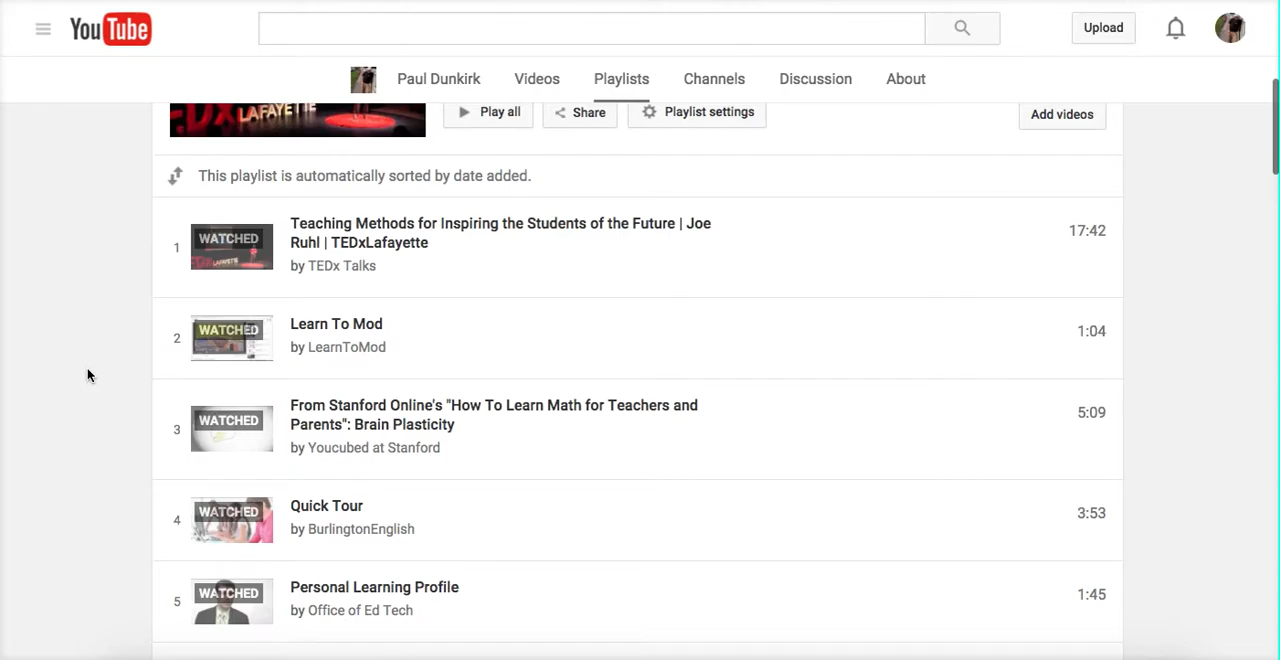 YouTube
Upload
Paul Dunkirk Videos Playlists Channels Discussion About
EDx LAFAYETTE
Play all Share Playlist settings Add videos
This playlist is automatically sorted by date added.
1 WATCHED Teaching Methods for Inspiring the Students of the Future | Joe 17:42
Ruhl | TEDxLafayette
by TEDx Talks
2 WATCHED Learn To Mod 1:04
by LearnToMod
3 WATCHED From Stanford Online's "How To Learn Math for Teachers and 5:09
Parents": Brain Plasticity
by Youcubed at Stanford
4 WATCHED Quick Tour 3:53
by BurlingtonEnglish
5 WATCHED Personal Learning Profile 1:45
by Office of Ed Tech